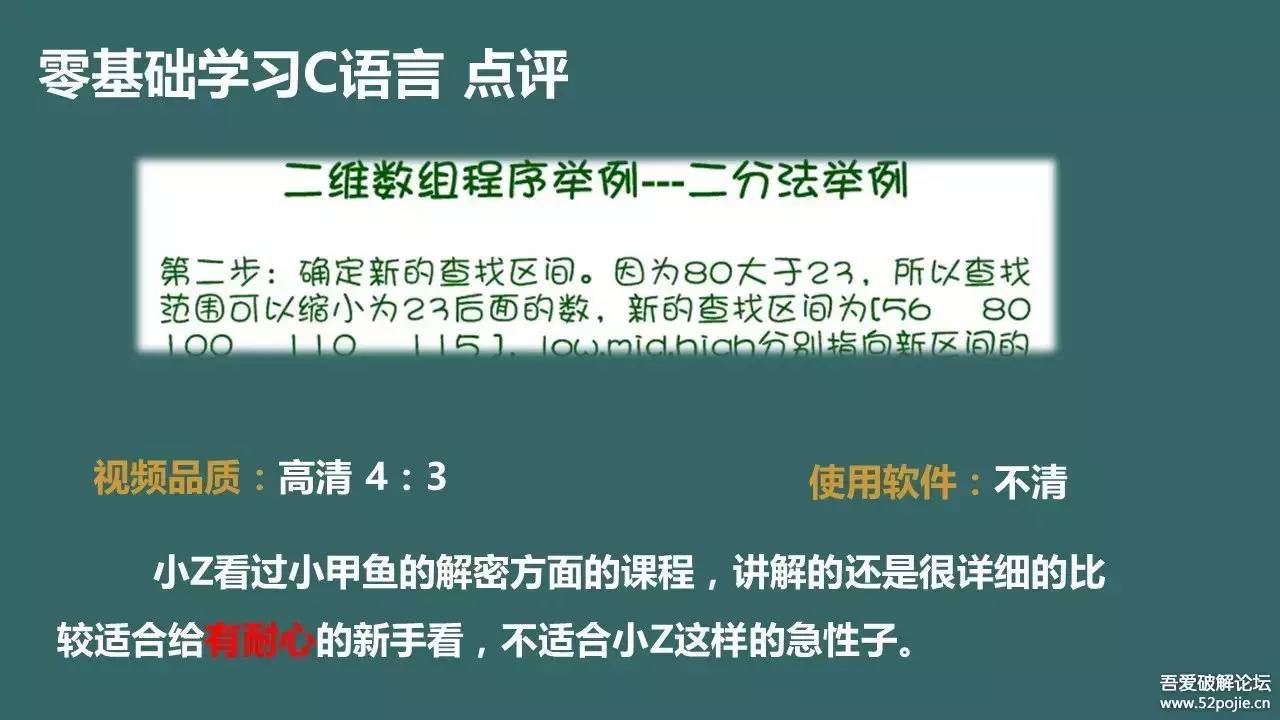 零基础学习C语言 点评
二维数组程序举例---二分法举例
第二步：确定新的查找区间。因为80大于23，所以查找
范围可以缩小为23后面的数，新的查找区间为[56 80
100 110 115]，low,mid,high分别指向新区间的
视频品质：高清 4：3
使用软件：不清
小Z看过小甲鱼的解密方面的课程，讲解的还是很详细的比
较适合给有耐心的新手看，不适合小Z这样的急性子。
吾爱破解论坛
www.52pojie.cn